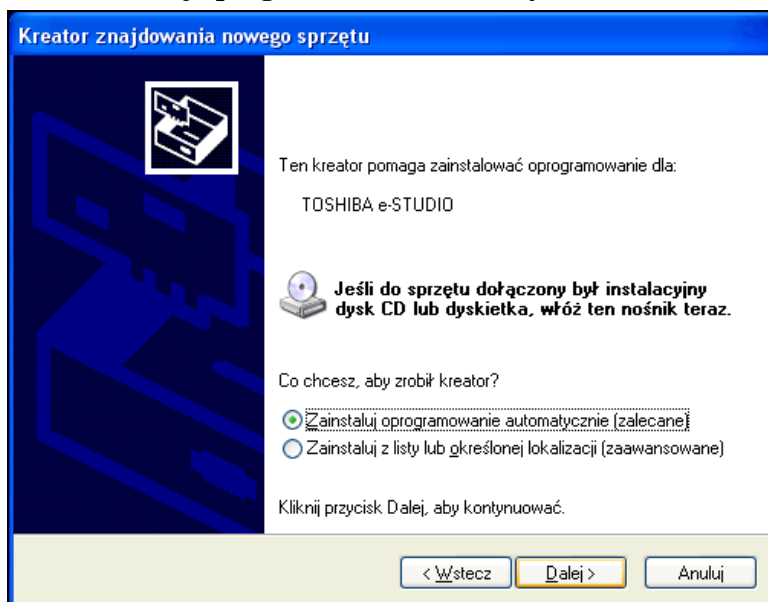 Kreator znajdowania nowego sprzętu
Ten kreator pomaga zainstalować oprogramowanie dla:
TOSHIBA e-STUDIO
Jeśli do sprzętu dołączony był instalacyjny
dysk CD lub dyskietka, włóż ten nośnik teraz.
Co chcesz, aby zrobił kreator?
Zainstaluj oprogramowanie automatycznie (zalecane)
Zainstaluj z listy lub określonej lokalizacji (zaawansowane)
Kliknij przycisk Dalej, aby kontynuować.
< Wstecz Dalej > Anuluj